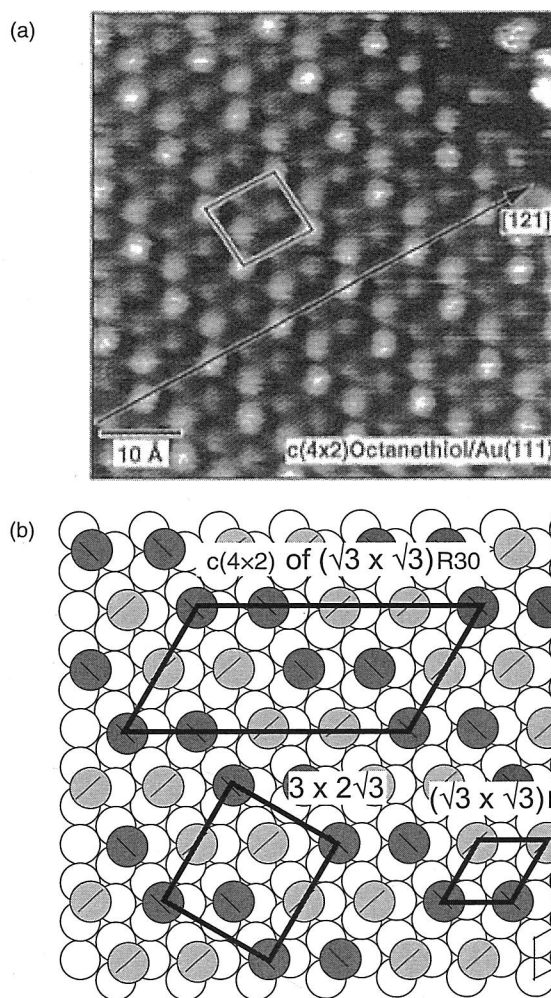 (a)
[121]
10 Å
c(4x2)Octanethiol/Au(111)
(b)
c(4×2) of (√3 x √3)R30
3 x 2√3
(√3 x √3)